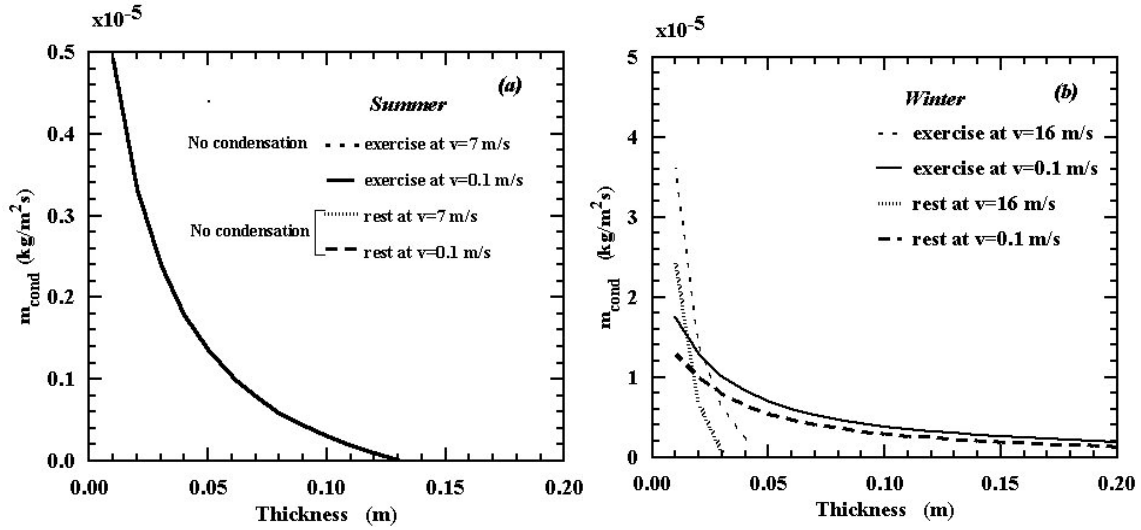 x10⁻⁵
0.5
0.4
0.3
0.2
0.1
0.0
m_cond (kg/m²s)
(a)
Summer
No condensation
exercise at v=7 m/s
exercise at v=0.1 m/s
No condensation
rest at v=7 m/s
rest at v=0.1 m/s
0.00 0.05 0.10 0.15 0.20
Thickness (m)
x10⁻⁵
5
4
3
2
1
0
m_cond (kg/m²s)
Winter (b)
exercise at v=16 m/s
exercise at v=0.1 m/s
rest at v=16 m/s
rest at v=0.1 m/s
0.00 0.05 0.10 0.15 0.20
Thickness (m)